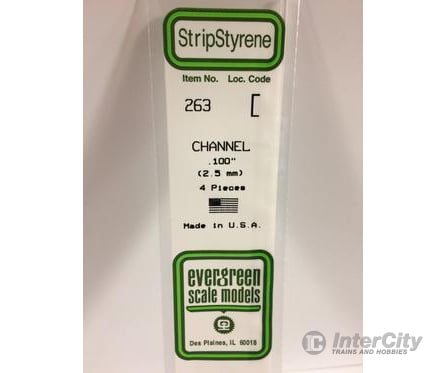 StripStyrene
Item No. Loc. Code
263
CHANNEL
.100"
(2.5 mm)
4 Pieces
Made in U.S.A.
evergreen
scale models
Des Plaines, IL 60018
IC InterCity
TRAINS AND HOBBIES